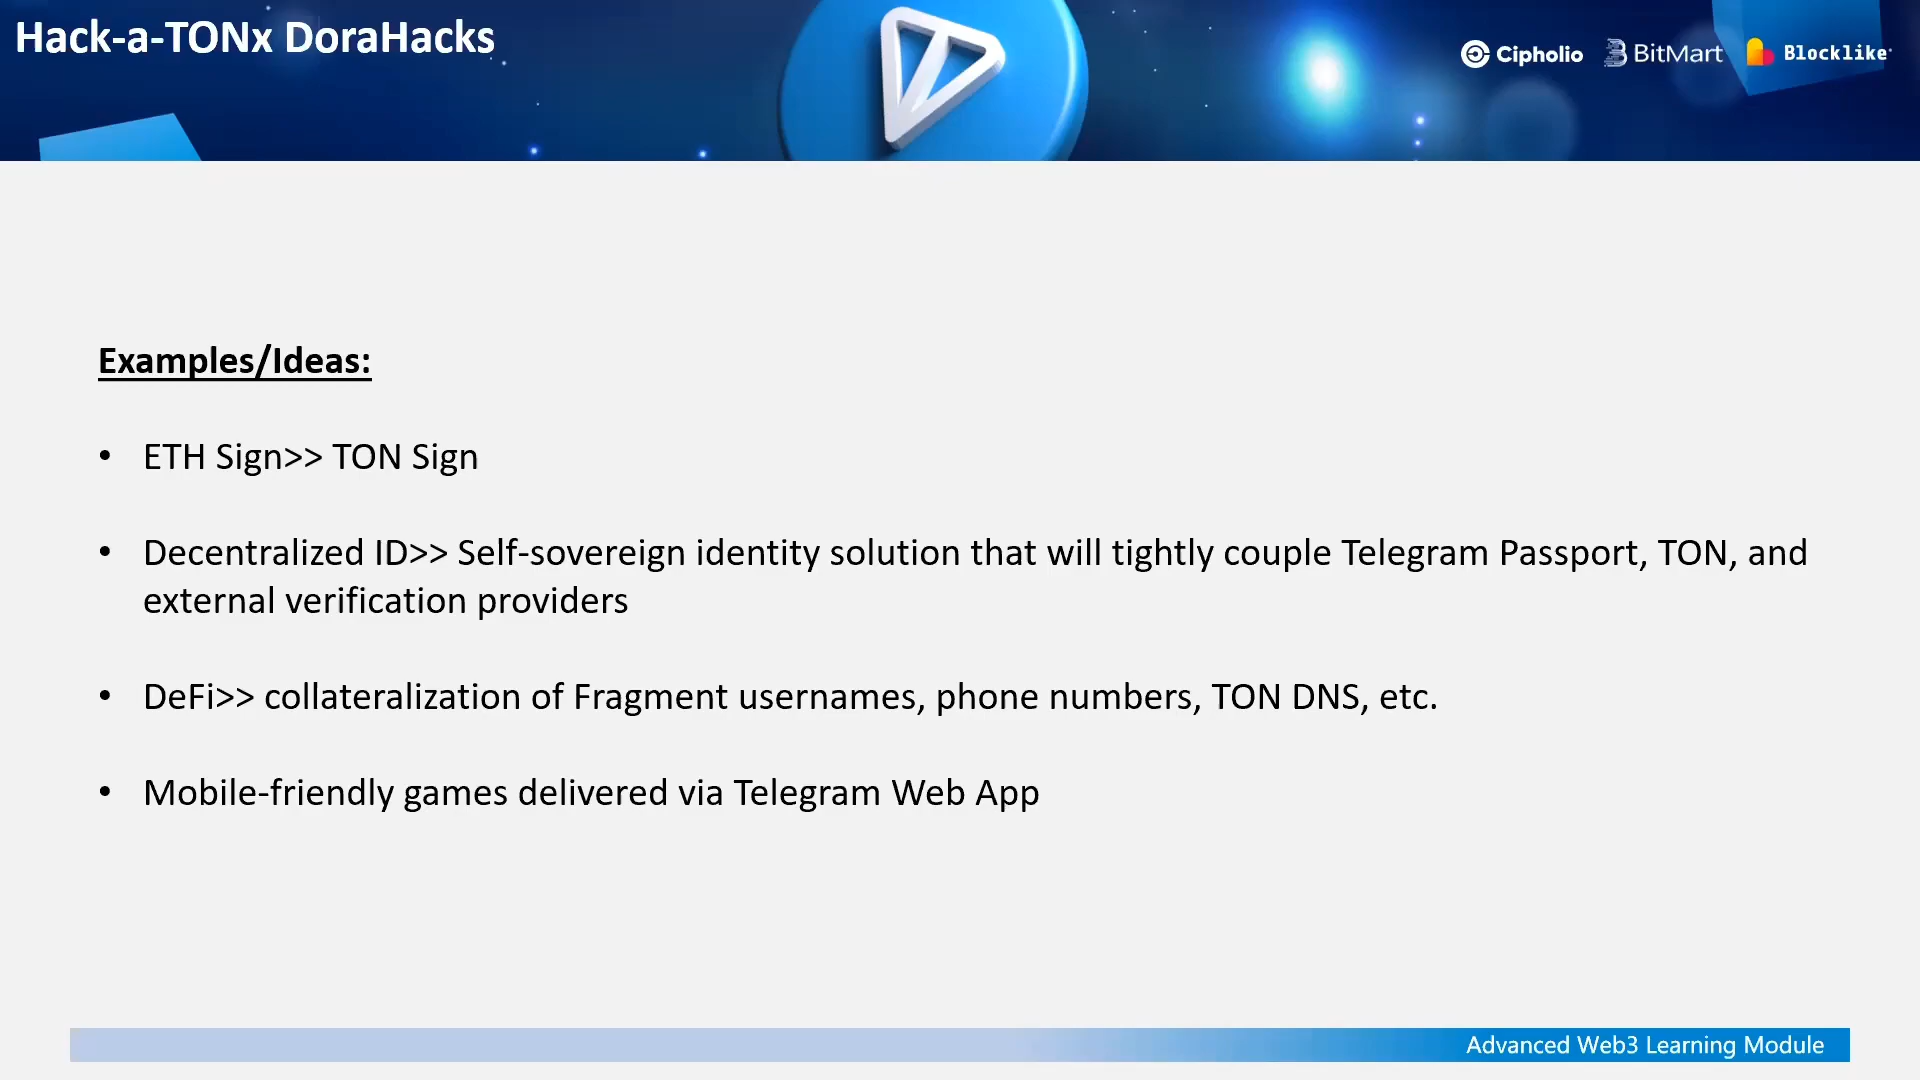 Hack-a-TONx DoraHacks
Cipholio BitMart Blocklike
Examples/Ideas:
• ETH Sign>> TON Sign
• Decentralized ID>> Self-sovereign identity solution that will tightly couple Telegram Passport, TON, and
external verification providers
• DeFi>> collateralization of Fragment usernames, phone numbers, TON DNS, etc.
• Mobile-friendly games delivered via Telegram Web App
Advanced Web3 Learning Module